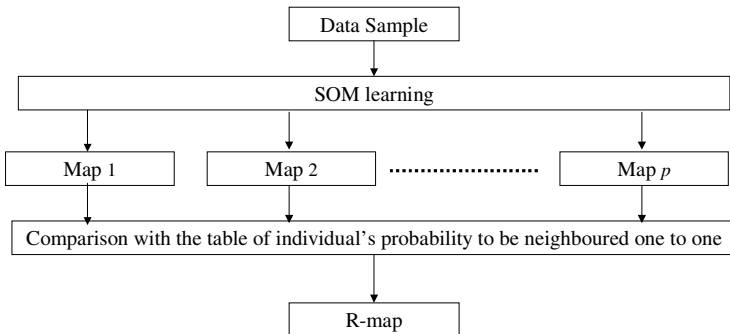 Data Sample
SOM learning
Map 1
Map 2
Map p
Comparison with the table of individual's probability to be neighboured one to one
R-map